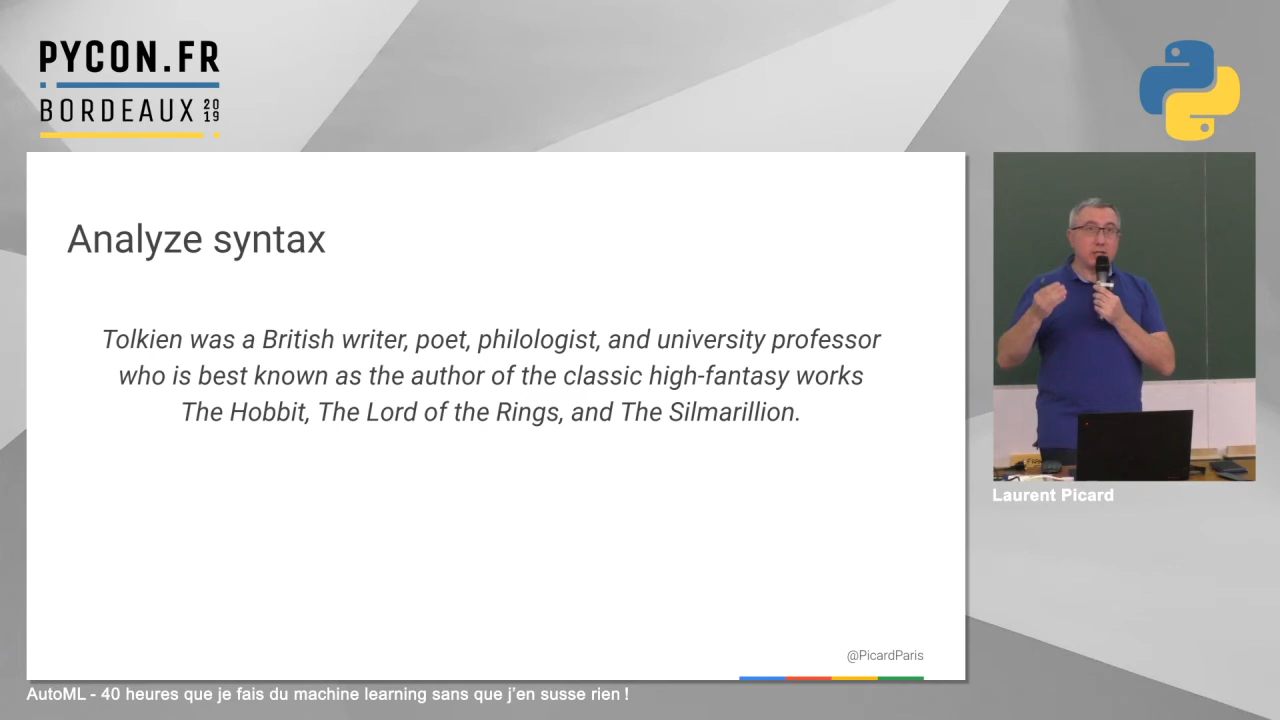 PYCON.FR
BORDEAUX 2019
Analyze syntax
Tolkien was a British writer, poet, philologist, and university professor
who is best known as the author of the classic high-fantasy works
The Hobbit, The Lord of the Rings, and The Silmarillion.
@PicardParis
Laurent Picard
AutoML - 40 heures que je fais du machine learning sans que j'en susse rien !